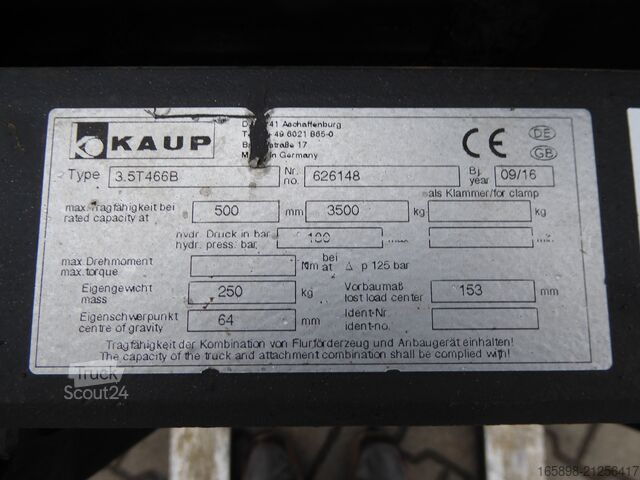 KAUP
41 Aschaffenburg
49 6021 865-0
straße 17
in Germany
CE
DE
GB
Type 3.5T466B Nr. no. 626148 Bj. year 09/16
als Klammer/for clamp
max. Tragfähigkeit bei
rated capacity at 500 mm 3500 kg kg
hydr. Druck in bar
hydr. press. bar
max. Drehmoment
max. torque Nm bei at Δ p 125 bar
Eigengewicht
mass 250 kg Vorbaumaß
lost load center 153 mm
Eigenschwerpunkt
centre of gravity 64 mm Ident-Nr.
ident-no.
Tragfähigkeit der Kombination von Flurförderzeug und Anbaugerät einhalten!
The capacity of the truck and attachment combination shall be complied with!
Truck
Scout24
165898-21256417